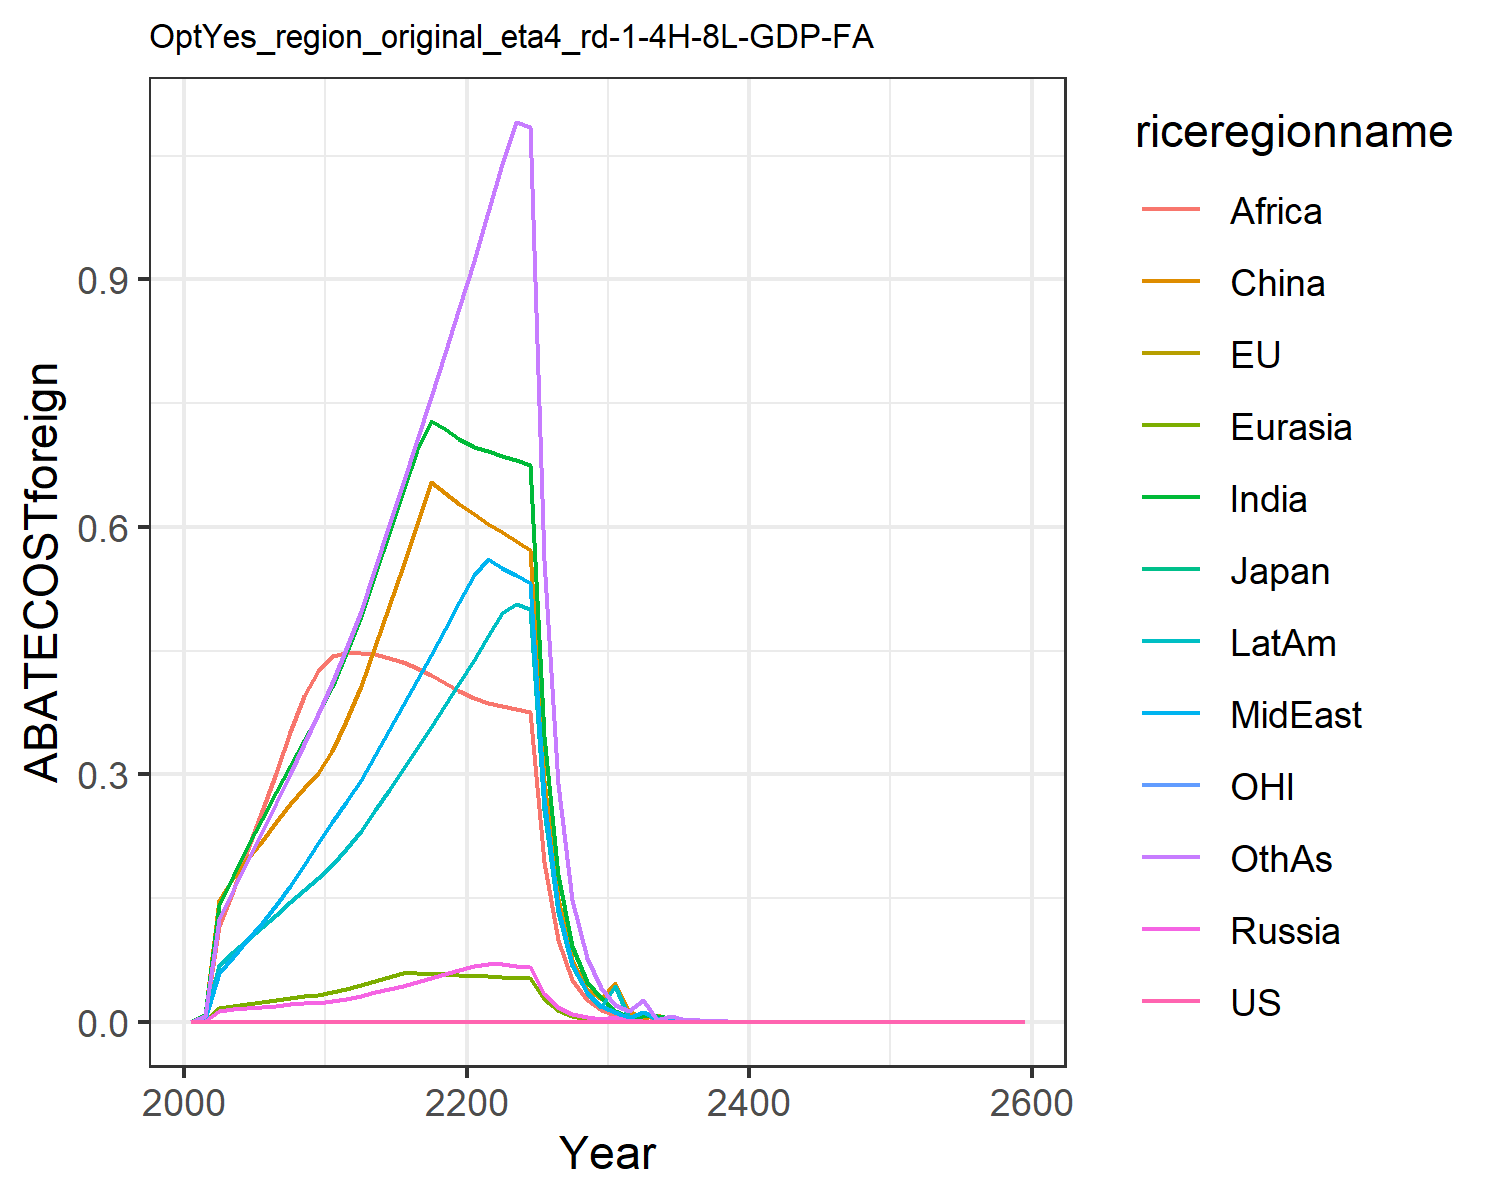 OptYes_region_original_eta4_rd-1-4H-8L-GDP-FA
ABATECOSTforeign
0.9
0.6
0.3
0.0
2000
2200
2400
2600
Year
riceregionname
Africa
China
EU
Eurasia
India
Japan
LatAm
MidEast
OHI
OthAs
Russia
US